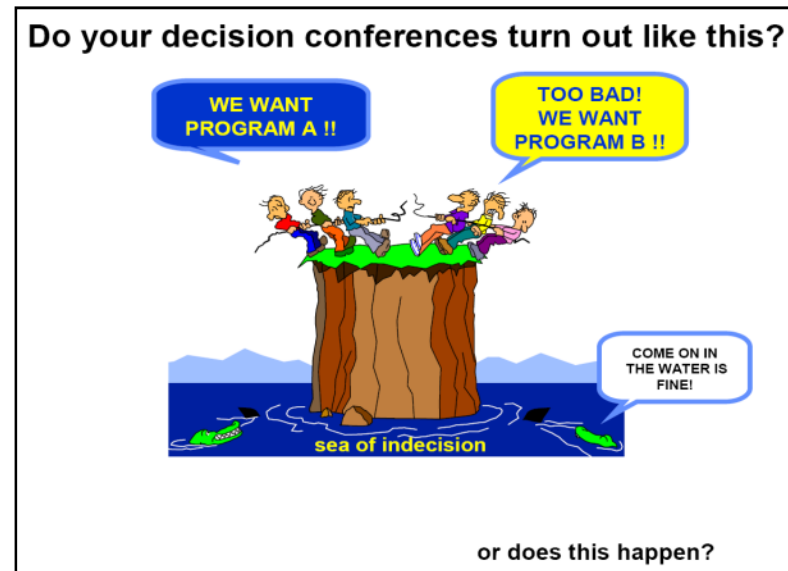 Do your decision conferences turn out like this?
WE WANT
PROGRAM A !!
TOO BAD!
WE WANT
PROGRAM B !!
COME ON IN
THE WATER IS
FINE!
sea of indecision
or does this happen?